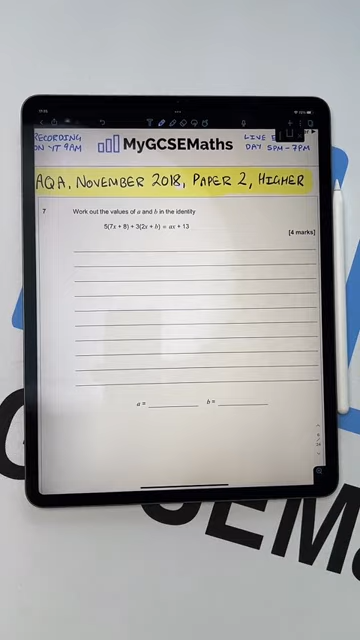 RECORDING
ON YT 9AM
MyGCSEMaths
LIVE
DAY 5PM-7PM
AQA, NOVEMBER 2018, PAPER 2, HIGHER
7 Work out the values of a and b in the identity
5(7x + 8) + 3(2x + b) ≡ ax + 13
[4 marks]
a = b =